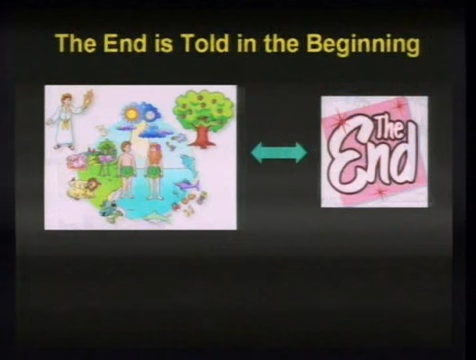 The End is Told in the Beginning
The
End